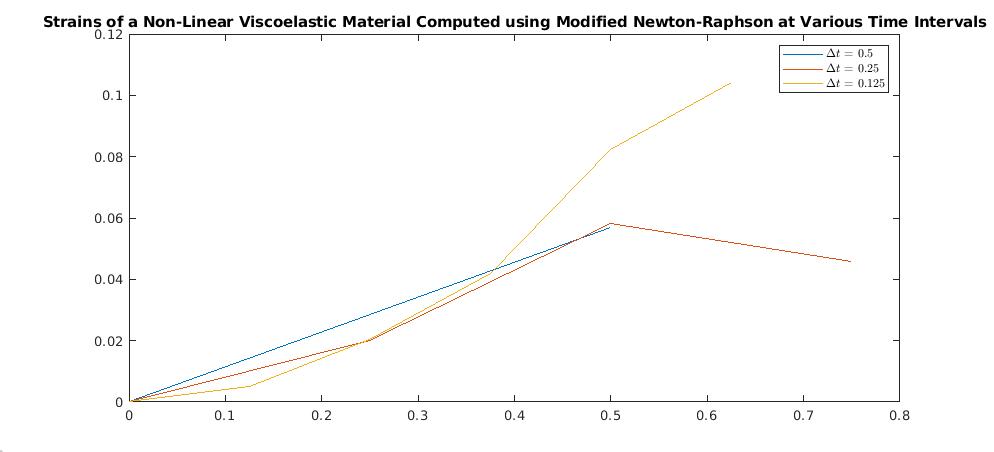 Strains of a Non-Linear Viscoelastic Material Computed using Modified Newton-Raphson at Various Time Intervals
0.12
0.1
0.08
0.06
0.04
0.02
0
0 0.1 0.2 0.3 0.4 0.5 0.6 0.7 0.8
Δt = 0.5
Δt = 0.25
Δt = 0.125